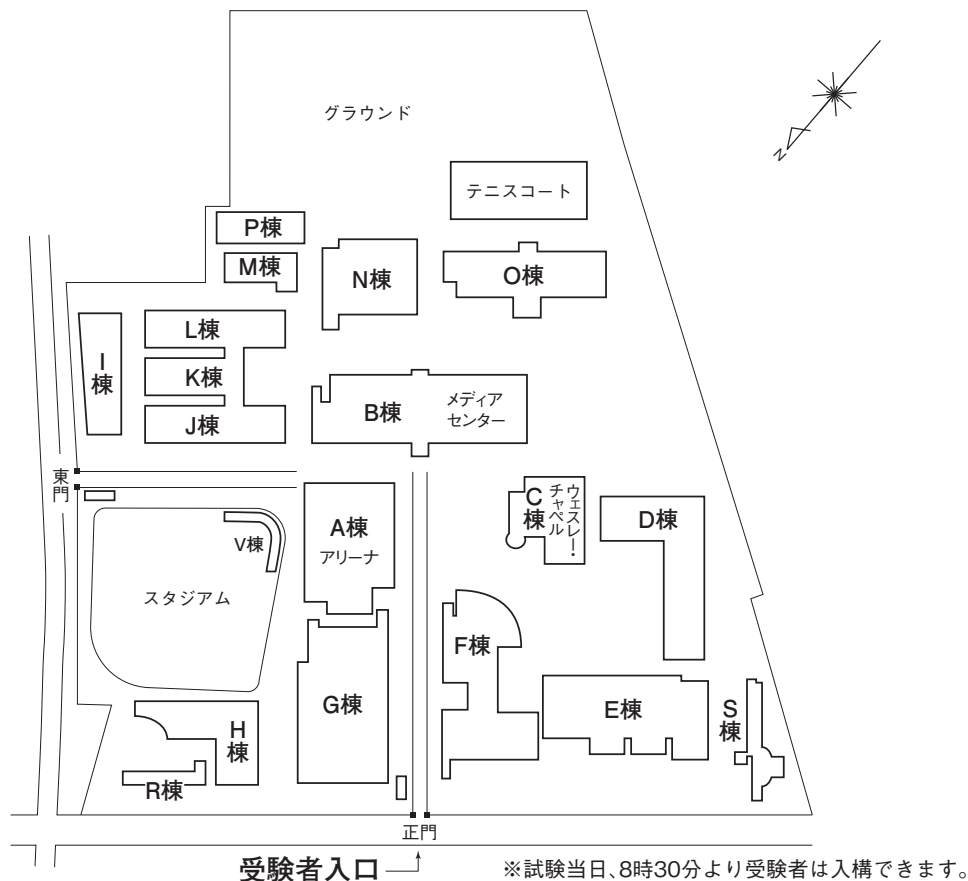 グラウンド
テニスコート
N
P棟
M棟
N棟
O棟
L棟
I棟
K棟
J棟
B棟
メディア
センター
東門
C棟
ウェスレー・
チャペル
D棟
A棟
アリーナ
V棟
スタジアム
F棟
G棟
E棟
S棟
H棟
R棟
正門
受験者入口
※試験当日、8時30分より受験者は入構できます。